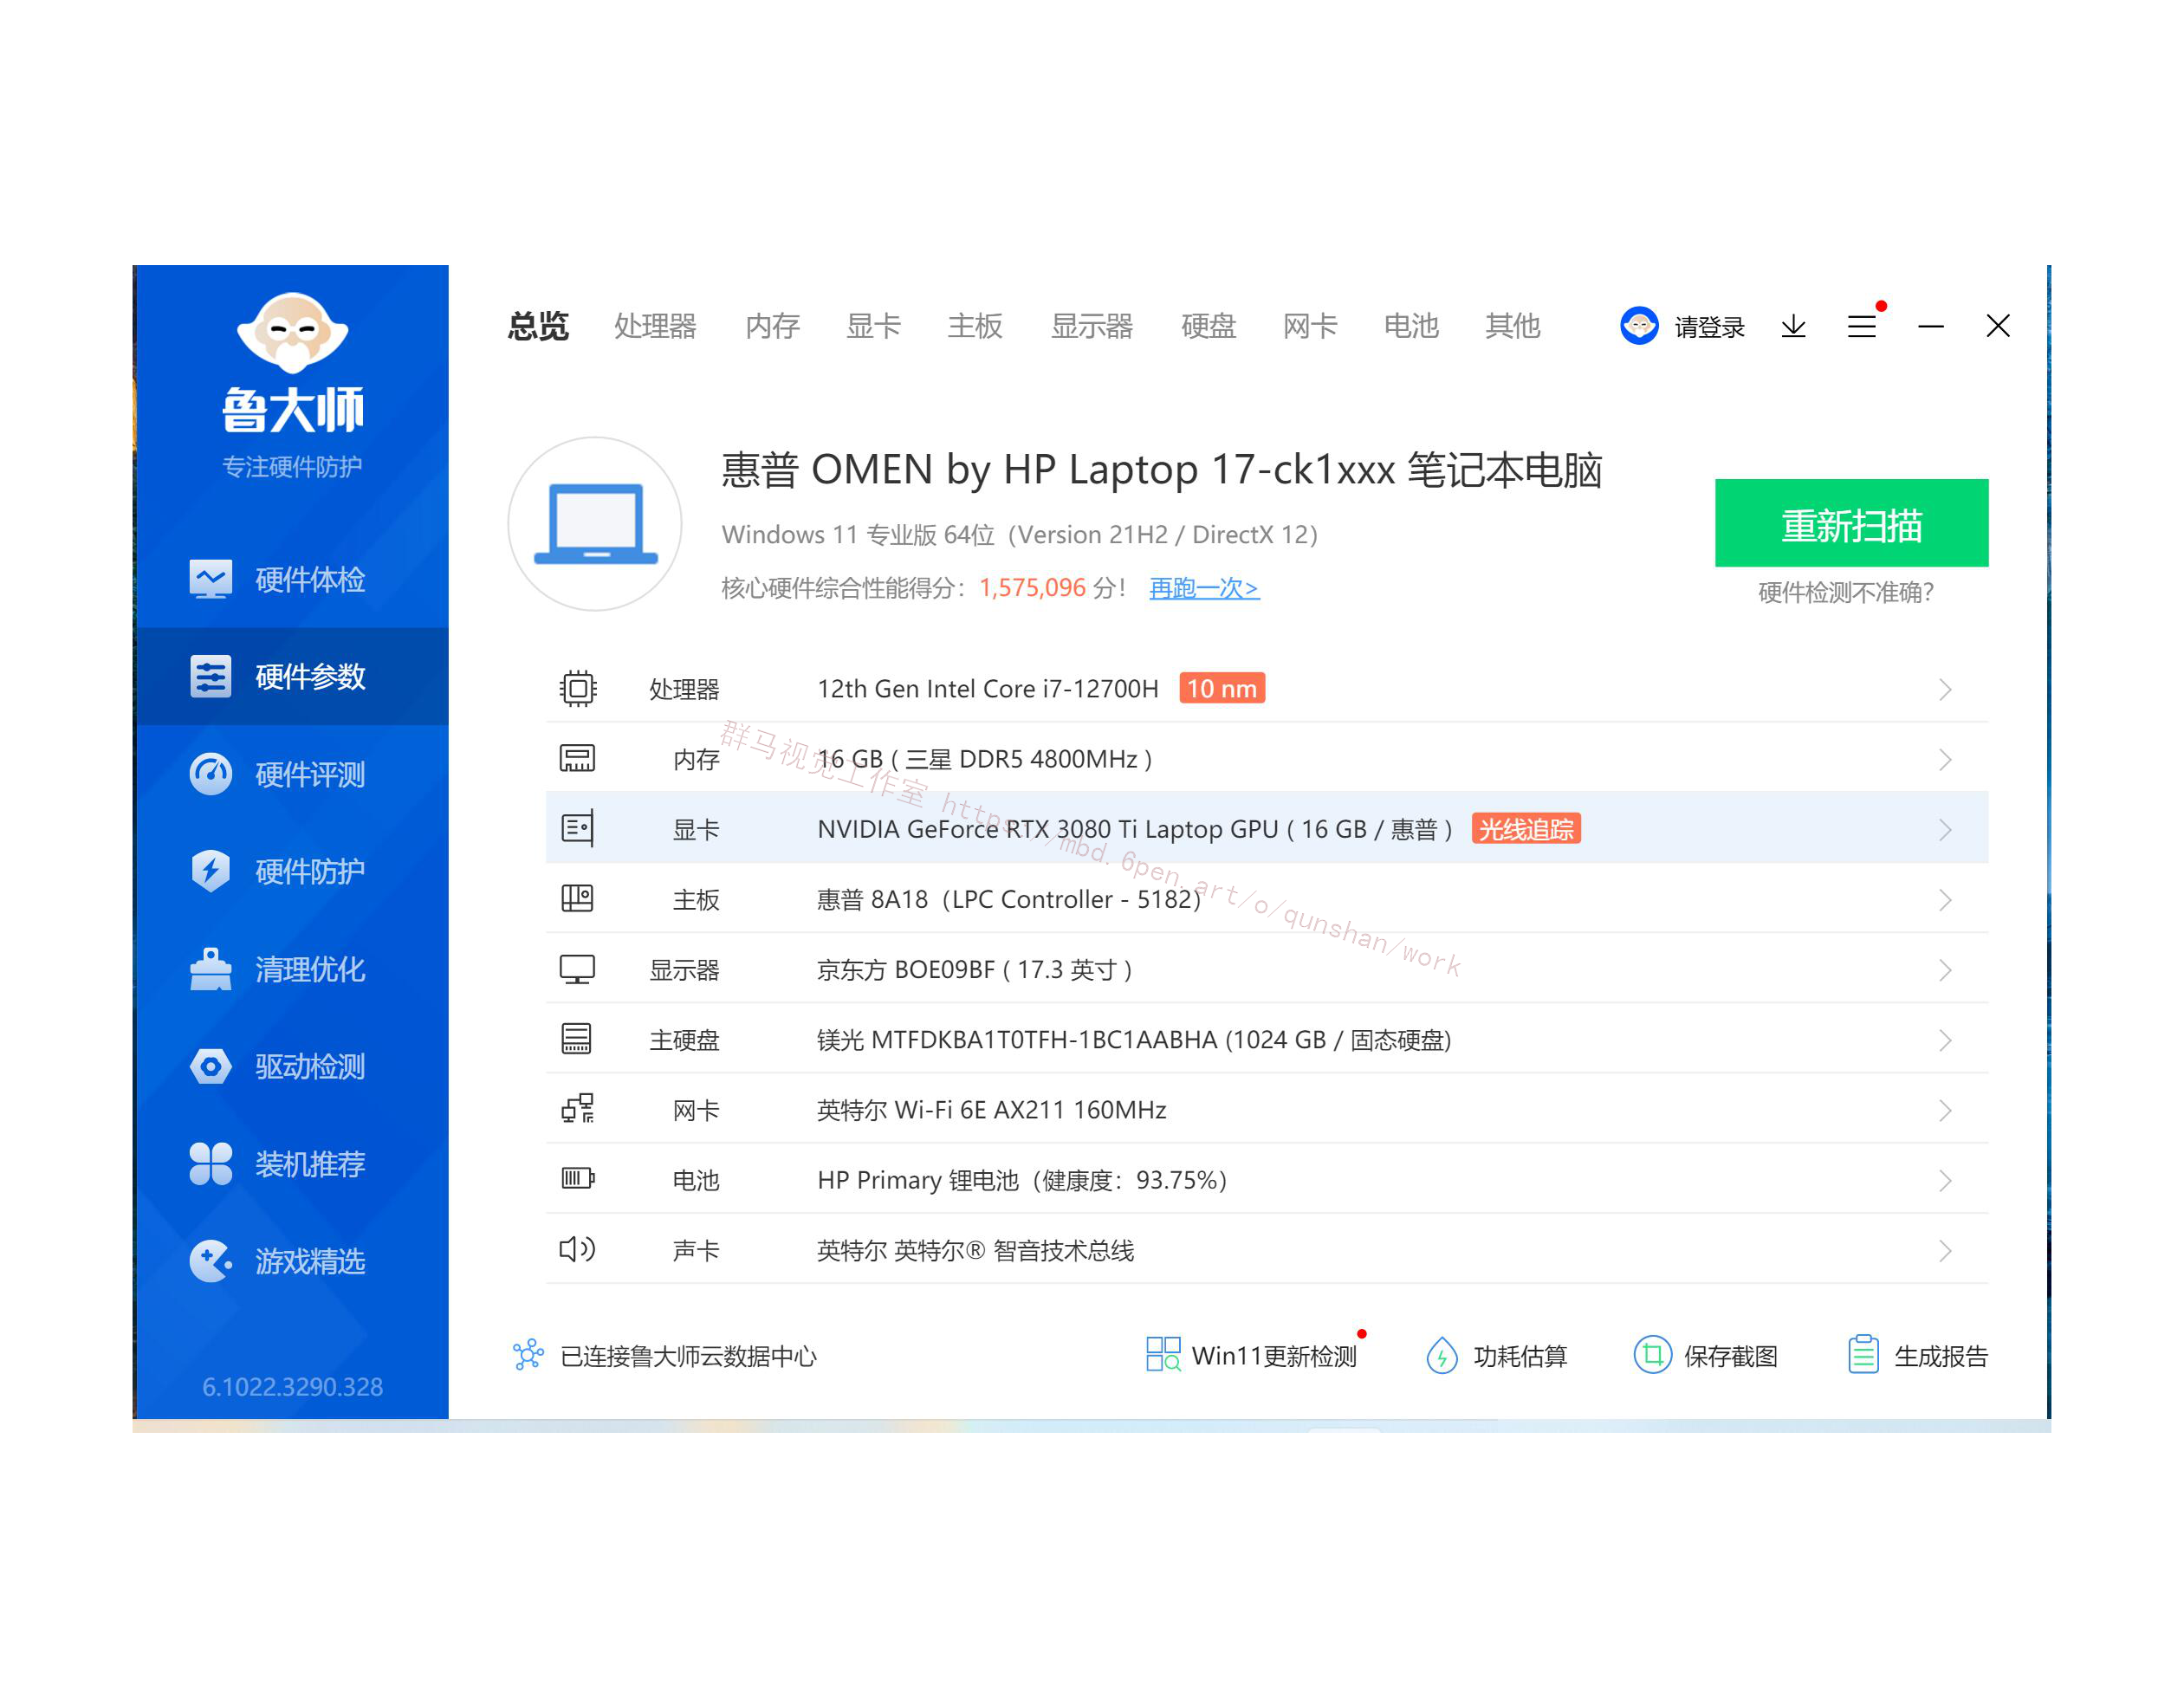 鲁大师
专注硬件防护
硬件体检
硬件参数
硬件评测
硬件防护
清理优化
驱动检测
装机推荐
游戏精选
6.1022.3290.328
总览 处理器 内存 显卡 主板 显示器 硬盘 网卡 电池 其他 请登录
惠普 OMEN by HP Laptop 17-ck1xxx 笔记本电脑
Windows 11 专业版 64位（Version 21H2 / DirectX 12）
核心硬件综合性能得分：1,575,096 分！ 再跑一次>
重新扫描
硬件检测不准确？
处理器 12th Gen Intel Core i7-12700H 10 nm
内存 16 GB ( 三星 DDR5 4800MHz )
显卡 NVIDIA GeForce RTX 3080 Ti Laptop GPU ( 16 GB / 惠普 ) 光线追踪
主板 惠普 8A18（LPC Controller - 5182）
显示器 京东方 BOE09BF ( 17.3 英寸 )
主硬盘 镁光 MTFDKBA1T0TFH-1BC1AABHA (1024 GB / 固态硬盘)
网卡 英特尔 Wi-Fi 6E AX211 160MHz
电池 HP Primary 锂电池（健康度：93.75%）
声卡 英特尔 英特尔® 智音技术总线
群马视觉工作室 https://mbd.6pen.art/o/qunshan/work
已连接鲁大师云数据中心 Win11更新检测 功耗估算 保存截图 生成报告